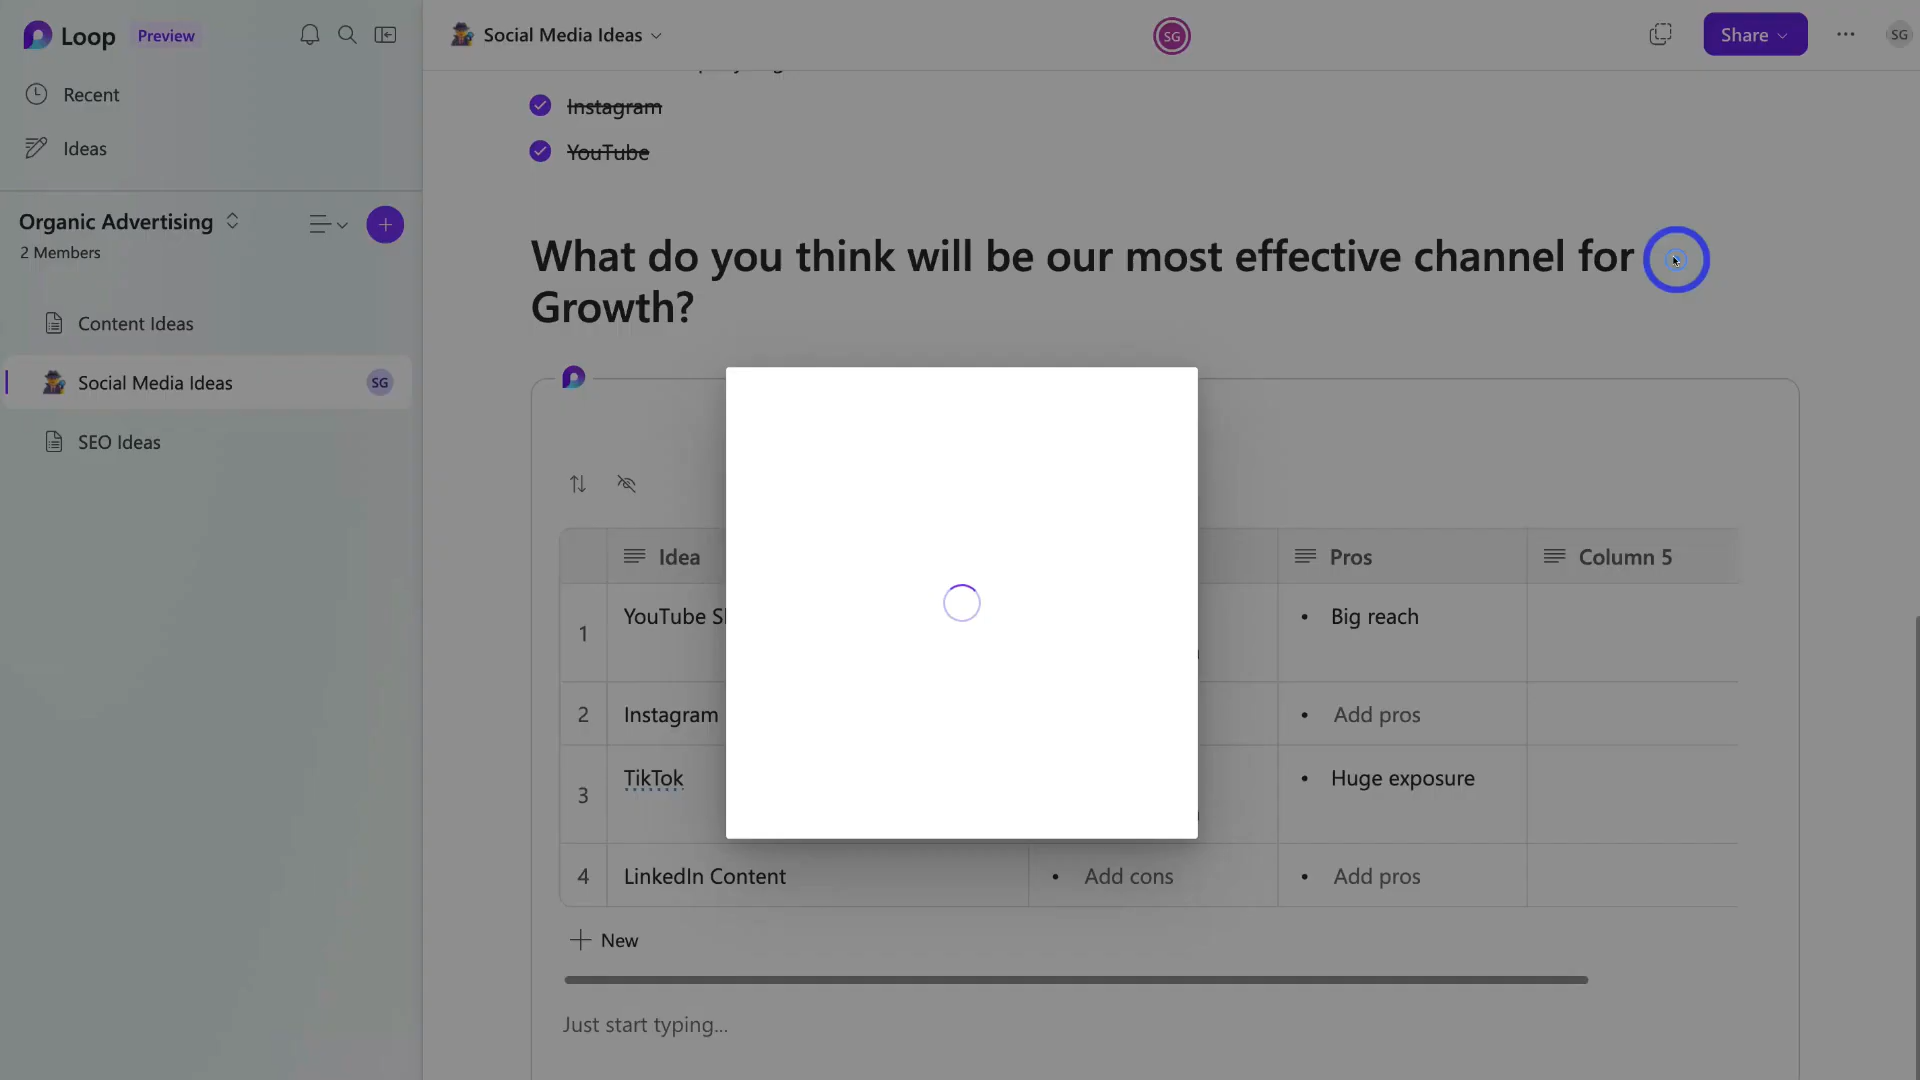 Loop Preview
Recent
Ideas
Organic Advertising
2 Members
Content Ideas
Social Media Ideas SG
SEO Ideas
Social Media Ideas
SG
Share
SG
Instagram
YouTube
What do you think will be our most effective channel for
Growth?
Idea Pros Column 5
1 YouTube • Big reach
2 Instagram • Add pros
3 TikTok • Huge exposure
4 LinkedIn Content • Add cons • Add pros
New
Just start typing...